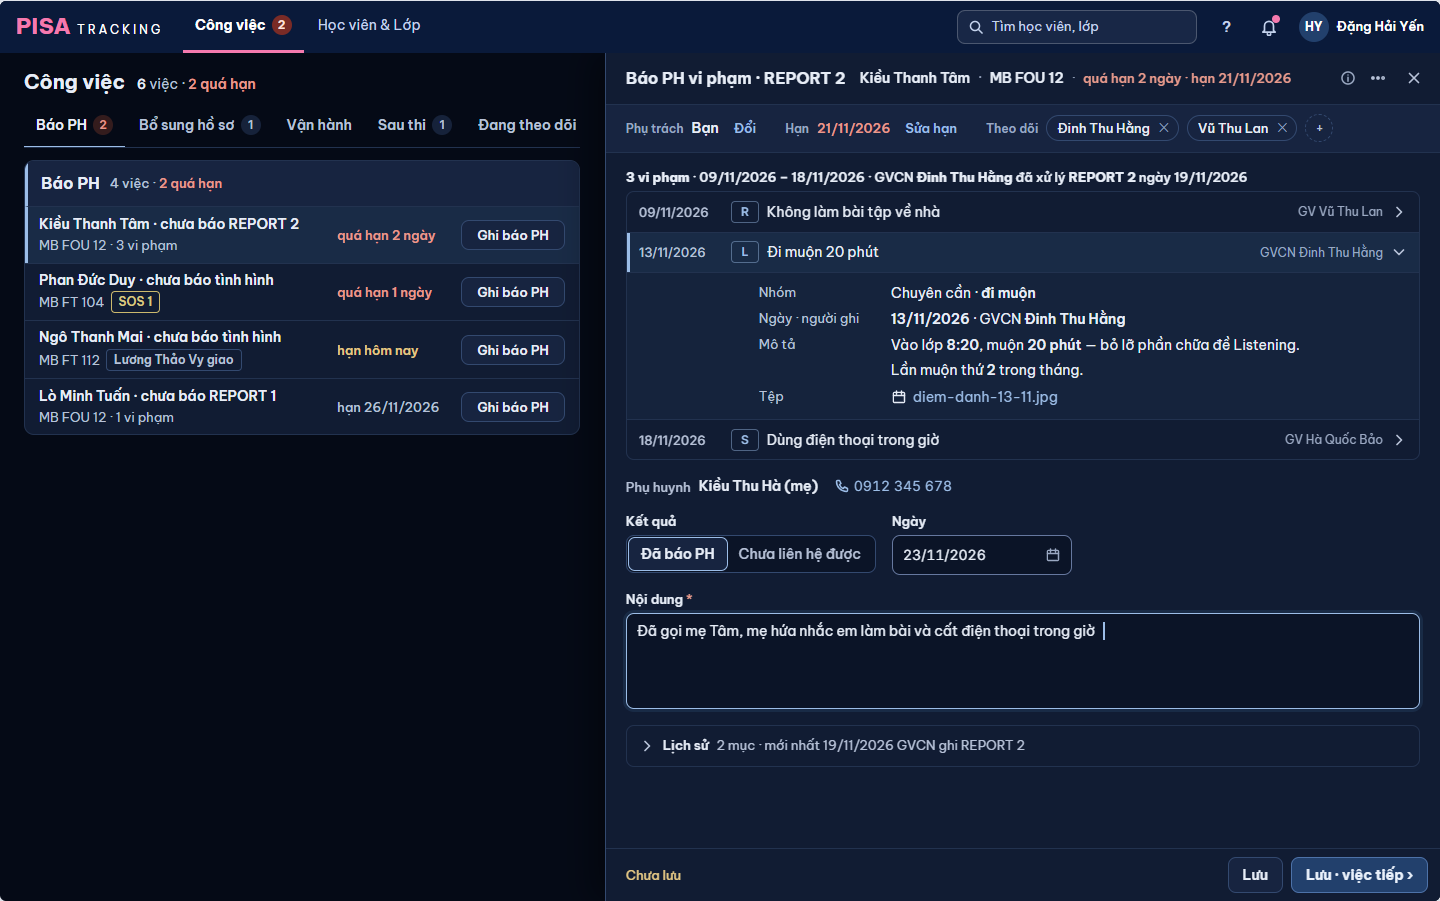 PISA TRACKING
Công việc 2
Học viên & Lớp
Tìm học viên, lớp
?
HY
Đặng Hải Yến
Công việc 6 việc · 2 quá hạn
Báo PH 2
Bổ sung hồ sơ 1
Vận hành
Sau thi 1
Đang theo dõi
Báo PH 4 việc · 2 quá hạn
Kiều Thanh Tâm · chưa báo REPORT 2
MB FOU 12 · 3 vi phạm
quá hạn 2 ngày
Ghi báo PH
Phan Đức Duy · chưa báo tình hình
MB FT 104 SOS 1
quá hạn 1 ngày
Ghi báo PH
Ngô Thanh Mai · chưa báo tình hình
MB FT 112 Lương Thảo Vy giao
hạn hôm nay
Ghi báo PH
Lò Minh Tuấn · chưa báo REPORT 1
MB FOU 12 · 1 vi phạm
hạn 26/11/2026
Ghi báo PH
Báo PH vi phạm · REPORT 2 Kiều Thanh Tâm · MB FOU 12 · quá hạn 2 ngày · hạn 21/11/2026
Phụ trách Bạn Đổi Hạn 21/11/2026 Sửa hạn Theo dõi Đinh Thu Hằng Vũ Thu Lan +
3 vi phạm · 09/11/2026 – 18/11/2026 · GVCN Đinh Thu Hằng đã xử lý REPORT 2 ngày 19/11/2026
09/11/2026 R Không làm bài tập về nhà GV Vũ Thu Lan
13/11/2026 L Đi muộn 20 phút GVCN Đinh Thu Hằng
Nhóm Chuyên cần · đi muộn
Ngày · người ghi 13/11/2026 · GVCN Đinh Thu Hằng
Mô tả Vào lớp 8:20, muộn 20 phút — bỏ lỡ phần chữa đề Listening.
Lần muộn thứ 2 trong tháng.
Tệp diem-danh-13-11.jpg
18/11/2026 S Dùng điện thoại trong giờ GV Hà Quốc Bảo
Phụ huynh Kiều Thu Hà (mẹ) 0912 345 678
Kết quả
Đã báo PH Chưa liên hệ được
Ngày
23/11/2026
Nội dung *
Đã gọi mẹ Tâm, mẹ hứa nhắc em làm bài và cất điện thoại trong giờ
Lịch sử 2 mục · mới nhất 19/11/2026 GVCN ghi REPORT 2
Chưa lưu
Lưu
Lưu · việc tiếp ›